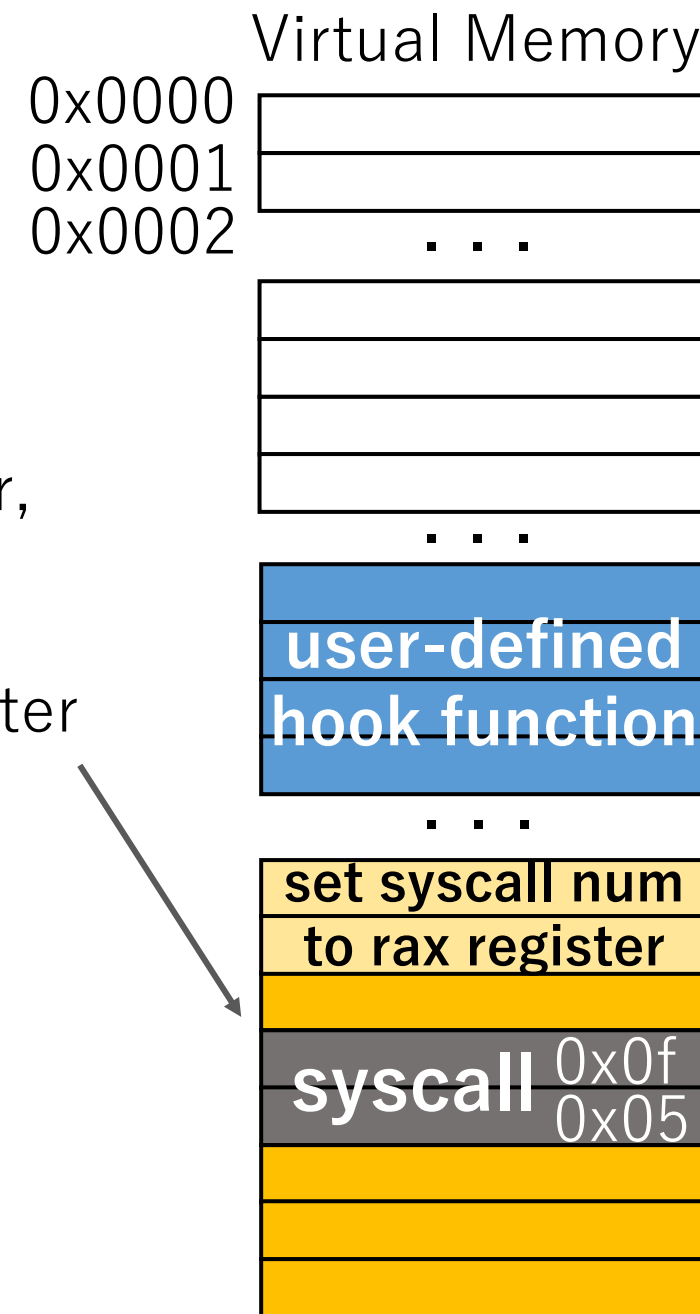 Virtual Memory
0x0000
0x0001
0x0002
. . .
r,
. . .
user-defined
ter
hook function
. . .
set syscall num
to rax register
syscall 0x0f
0x05